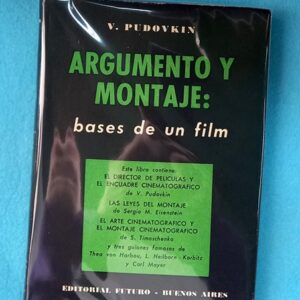 V. PUDOVKIN
ARGUMENTO Y
MONTAJE:
bases de un film
Este libro contiene:
EL DIRECTOR DE PELICULAS Y
EL ENCUADRE CINEMATOGRAFICO
de V. Pudovkin
LAS LEYES DEL MONTAJE
de Sergio M. Eisenstein
EL ARTE CINEMATOGRAFICO Y
EL MONTAJE CINEMATOGRAFICO
de S. Timoschenko
y tres guiones famosos de
Thea von Harbou, L. Heilborn - Korbitz
y Carl Mayer
EDITORIAL FUTURO - BUENOS AIRES